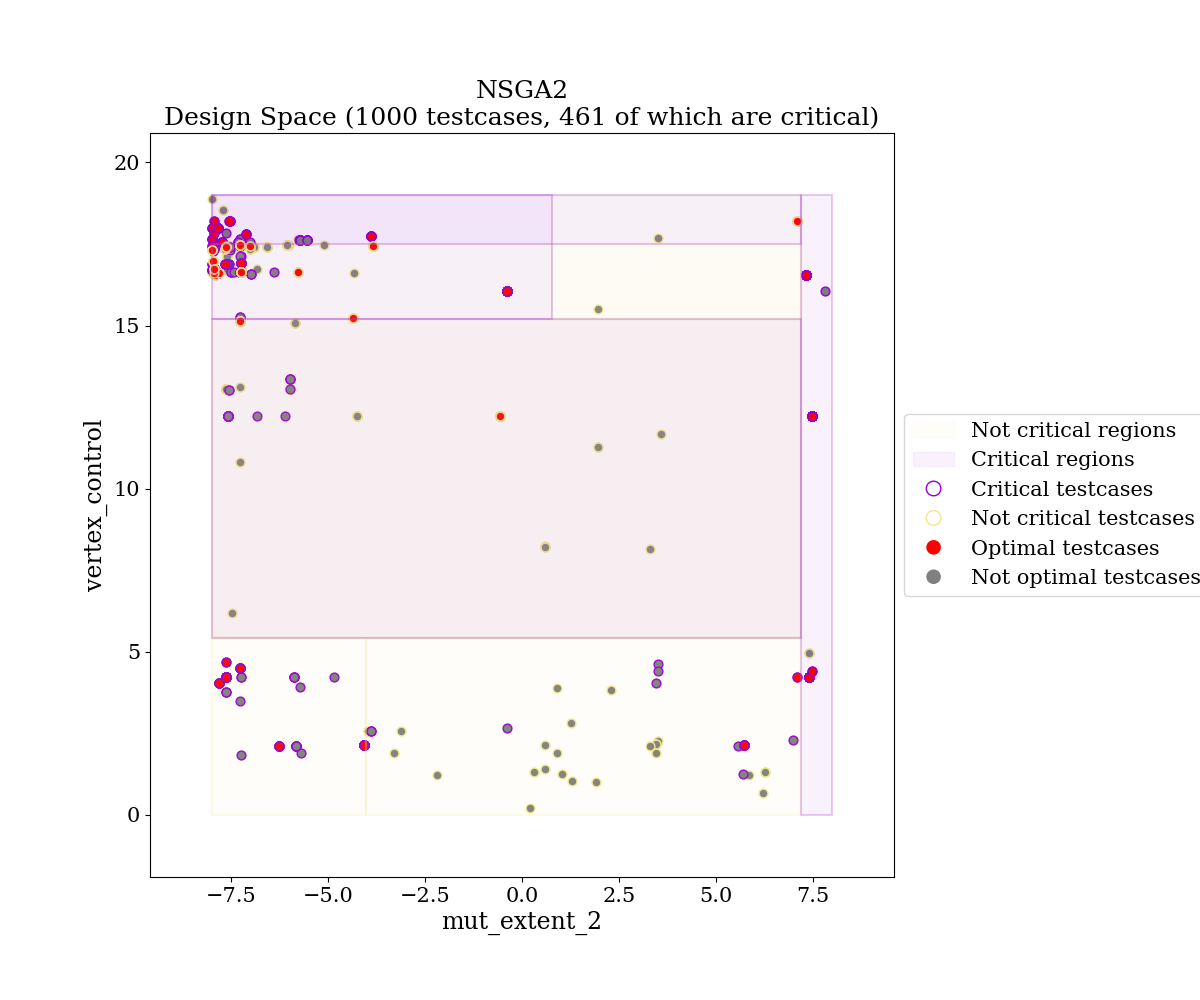 NSGA2
Design Space (1000 testcases, 461 of which are critical)
20
15
10
5
0
vertex_control
−7.5
−5.0
−2.5
0.0
2.5
5.0
7.5
mut_extent_2
Not critical regions
Critical regions
Critical testcases
Not critical testcases
Optimal testcases
Not optimal testcases